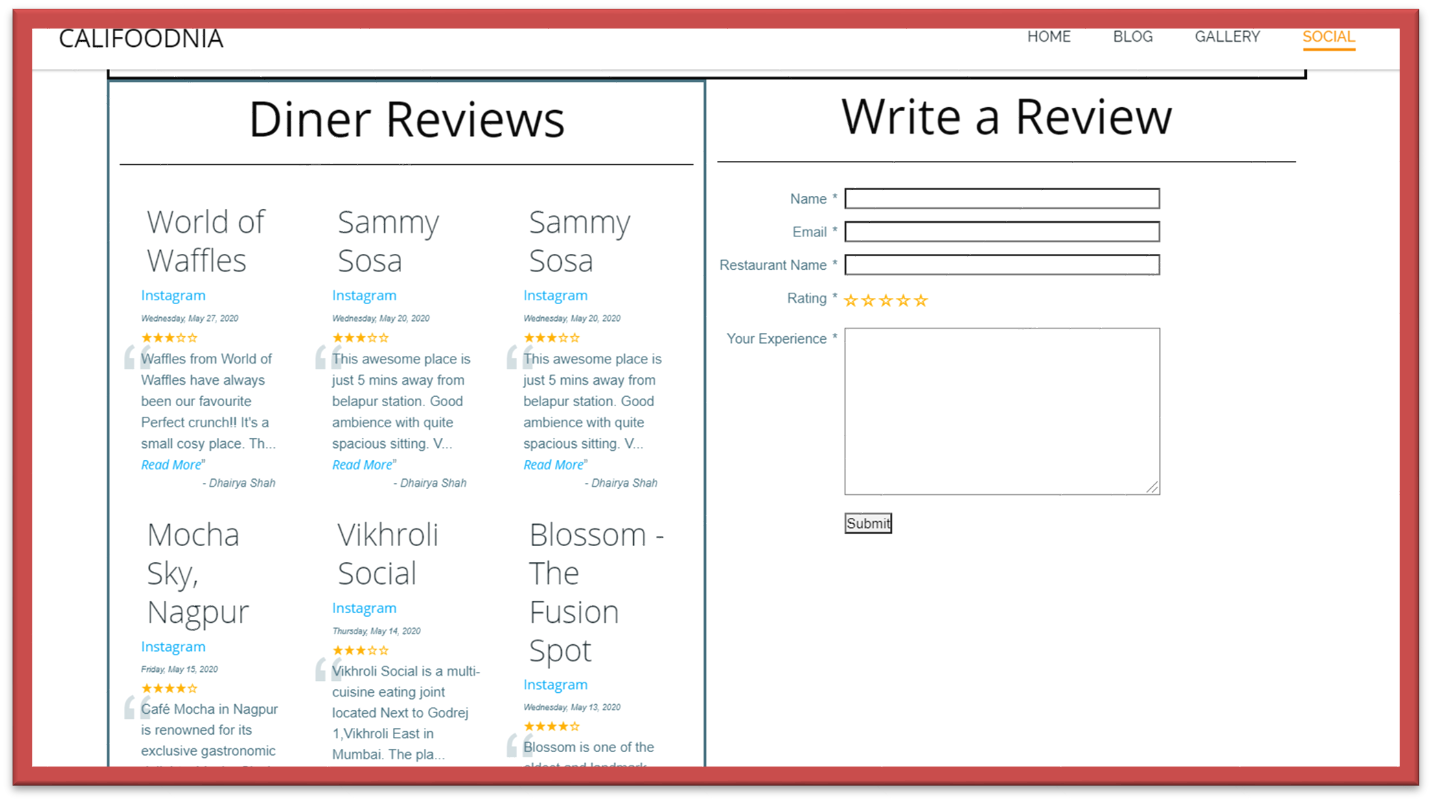 CALIFOODNIA
HOME BLOG GALLERY SOCIAL
Diner Reviews
World of
Waffles
Instagram
Wednesday, May 27, 2020
★★★☆☆
“Waffles from World of
Waffles have always
been our favourite
Perfect crunch!! It's a
small cosy place. Th...
Read More"
- Dhairya Shah
Sammy
Sosa
Instagram
Wednesday, May 20, 2020
★★★☆☆
“This awesome place is
just 5 mins away from
belapur station. Good
ambience with quite
spacious sitting. V...
Read More"
- Dhairya Shah
Sammy
Sosa
Instagram
Wednesday, May 20, 2020
★★★☆☆
“This awesome place is
just 5 mins away from
belapur station. Good
ambience with quite
spacious sitting. V...
Read More"
- Dhairya Shah
Mocha
Sky,
Nagpur
Instagram
Friday, May 15, 2020
★★★★☆
“Café Mocha in Nagpur
is renowned for its
exclusive gastronomic
Vikhroli
Social
Instagram
Thursday, May 14, 2020
★★★☆☆
“Vikhroli Social is a multi-
cuisine eating joint
located Next to Godrej
1,Vikhroli East in
Mumbai. The pla...
Blossom -
The
Fusion
Spot
Instagram
Wednesday, May 13, 2020
★★★★☆
“Blossom is one of the
Write a Review
Name *
Email *
Restaurant Name *
Rating * ☆☆☆☆☆
Your Experience *
Submit